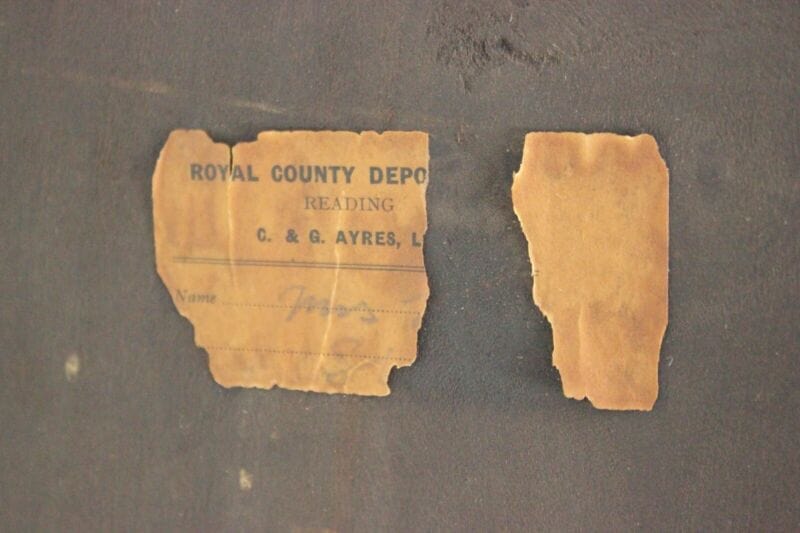 ROYAL COUNTY DEPO
READING
C. & G. AYRES, L
Name